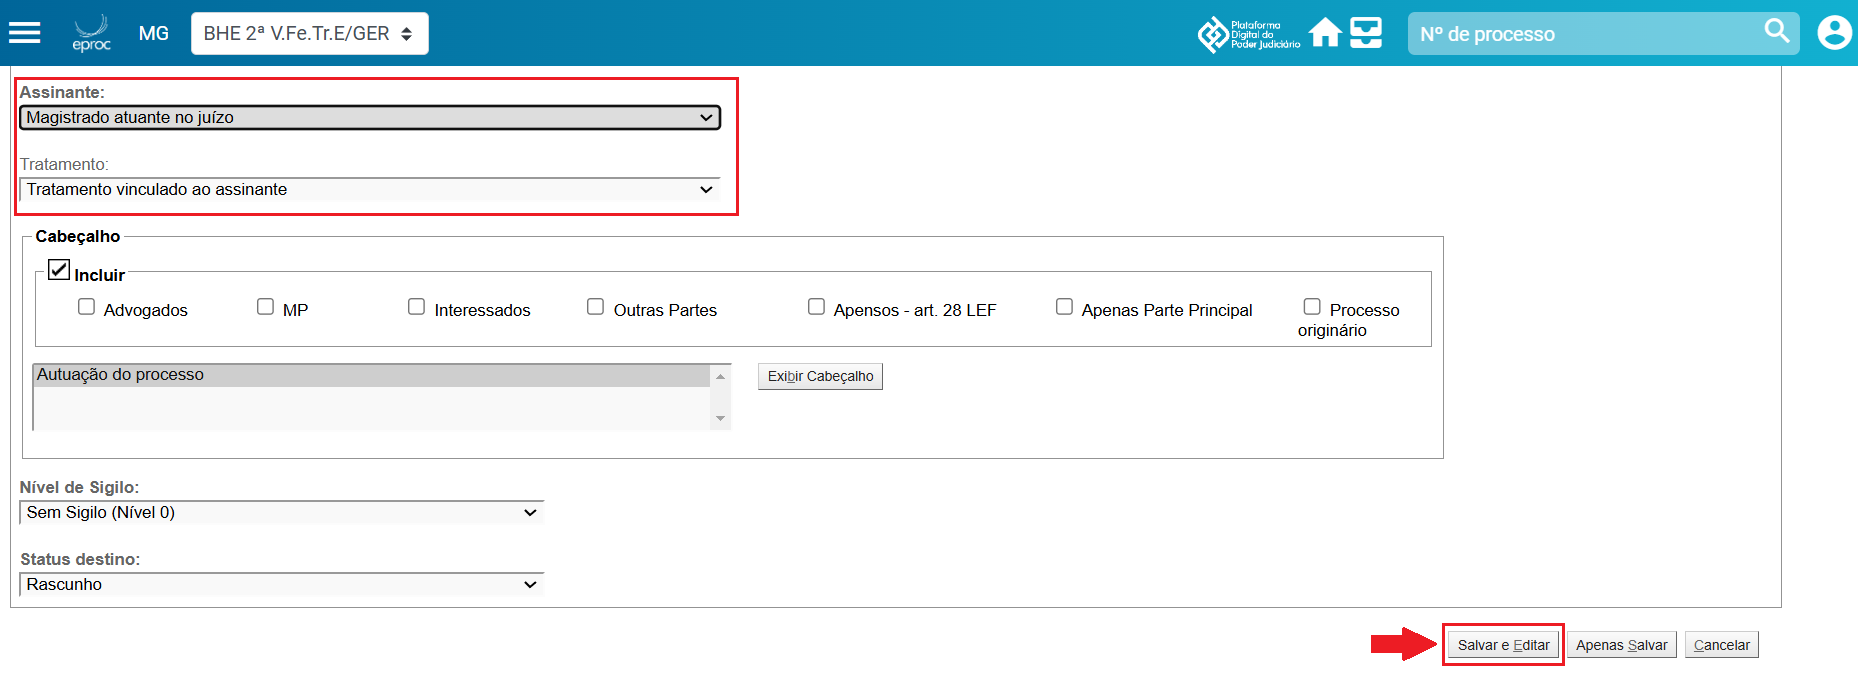 eproc
MG
BHE 2ª V.Fe.Tr.E/GER
Plataforma
Digital do
Poder Judiciário
Nº de processo
Assinante:
Magistrado atuante no juízo
Tratamento:
Tratamento vinculado ao assinante
Cabeçalho
Incluir
Advogados
MP
Interessados
Outras Partes
Apensos - art. 28 LEF
Apenas Parte Principal
Processo
originário
Autuação do processo
Exibir Cabeçalho
Nível de Sigilo:
Sem Sigilo (Nível 0)
Status destino:
Rascunho
Salvar e Editar
Apenas Salvar
Cancelar